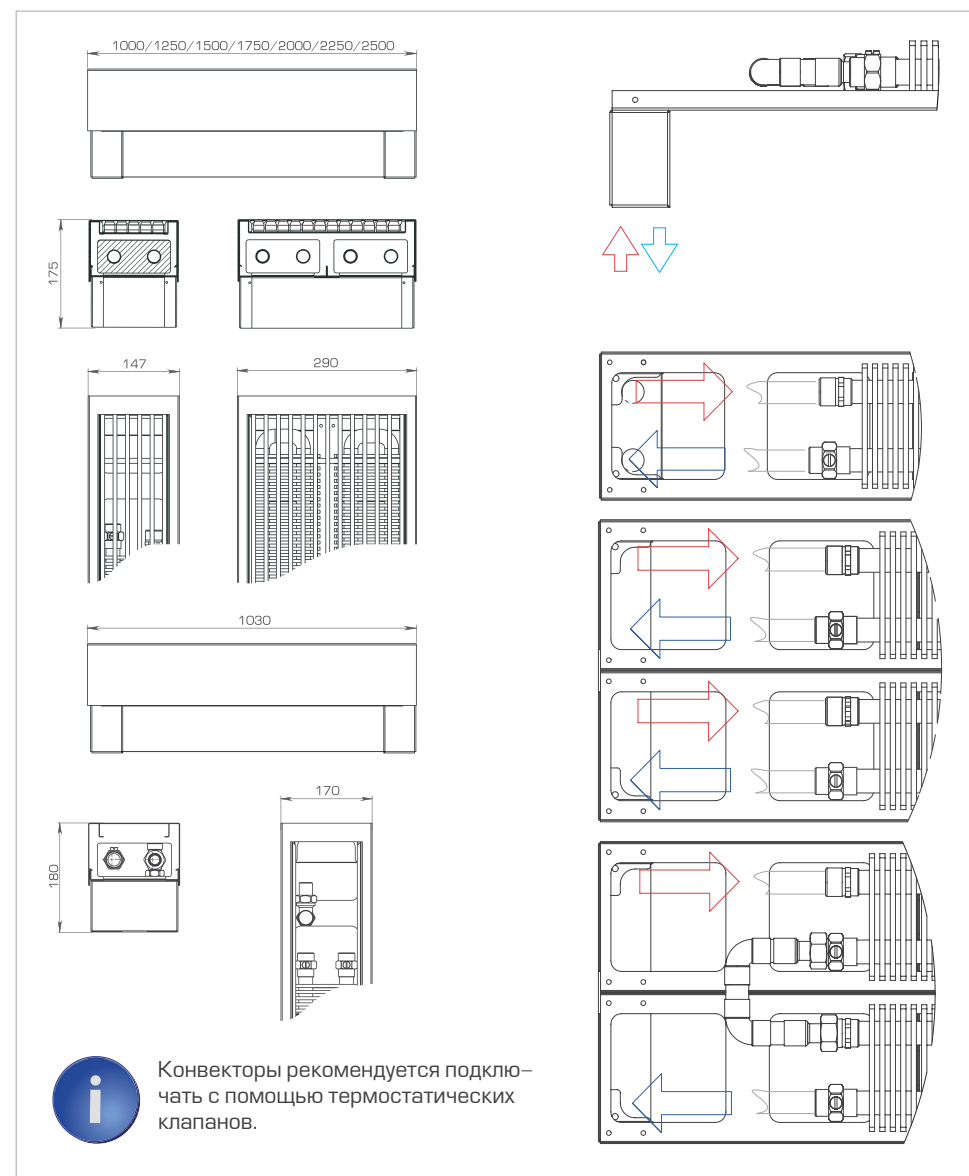 1000/1250/1500/1750/2000/2250/2500
175
147
290
1030
180
170
i
Конвекторы рекомендуется подклю-
чать с помощью термостатических
клапанов.